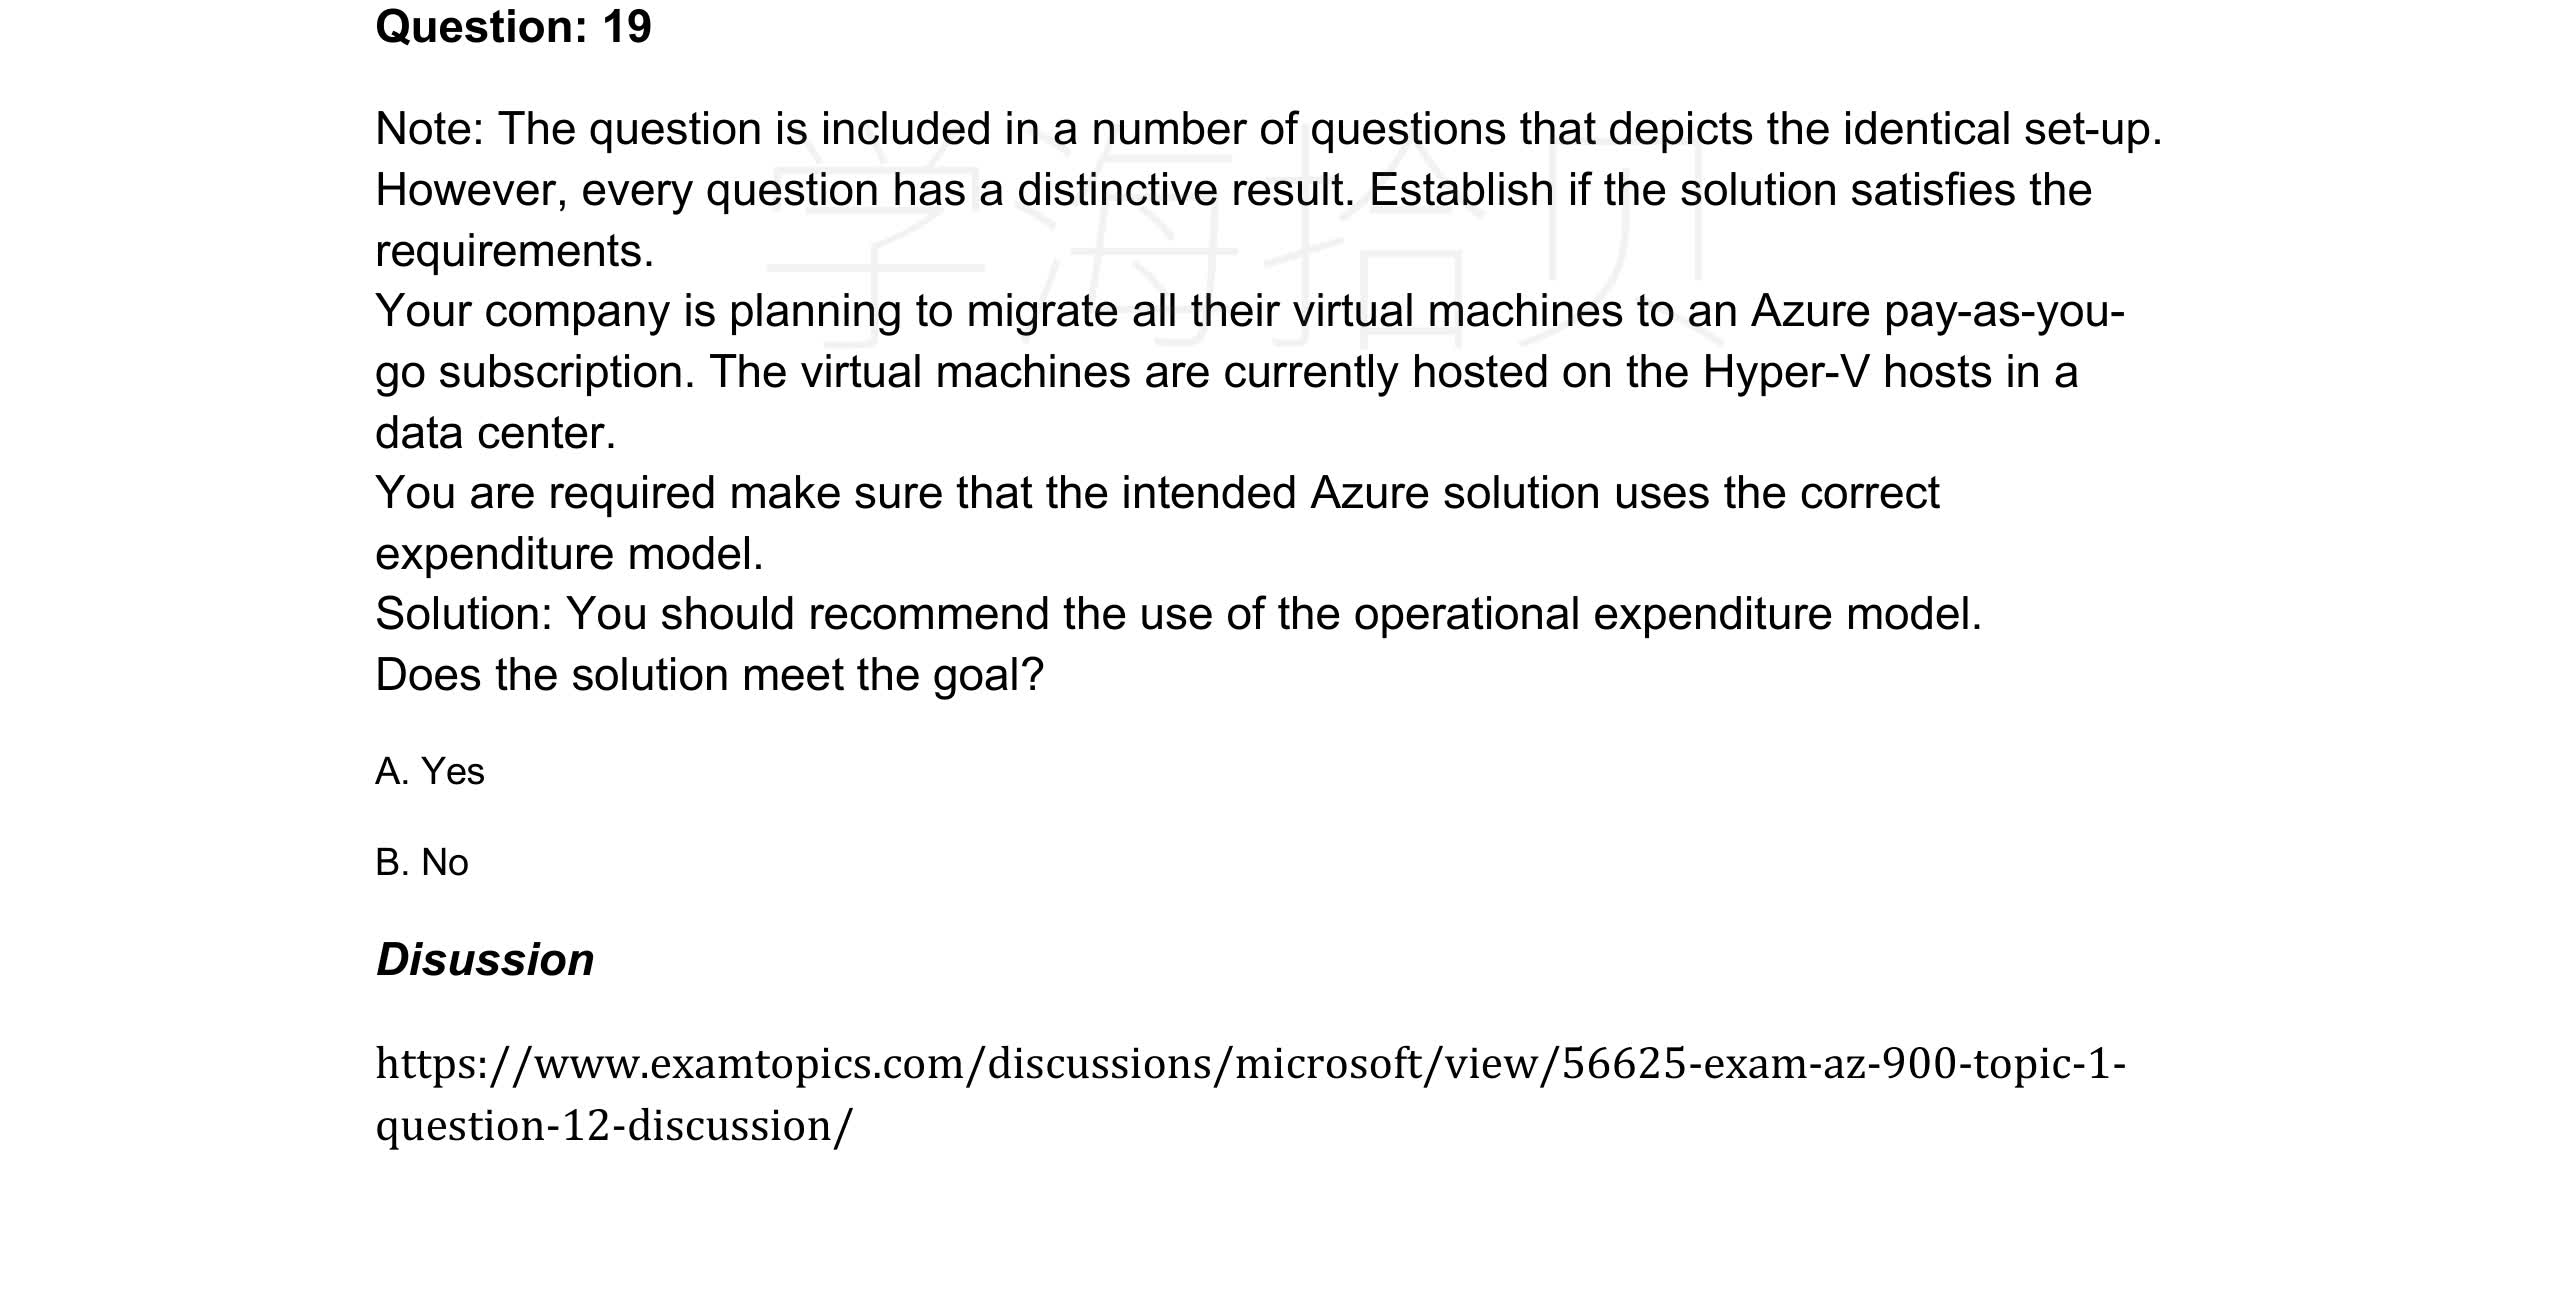 Question: 19
Note: The question is included in a number of questions that depicts the identical set-up.
However, every question has a distinctive result. Establish if the solution satisfies the
requirements.
学海拾贝
Your company is planning to migrate all their virtual machines to an Azure pay-as-you-
go subscription. The virtual machines are currently hosted on the Hyper-V hosts in a
data center.
You are required make sure that the intended Azure solution uses the correct
expenditure model.
Solution: You should recommend the use of the operational expenditure model.
Does the solution meet the goal?
A. Yes
B. No
Disussion
https://www.examtopics.com/discussions/microsoft/view/56625-exam-az-900-topic-1-
question-12-discussion/